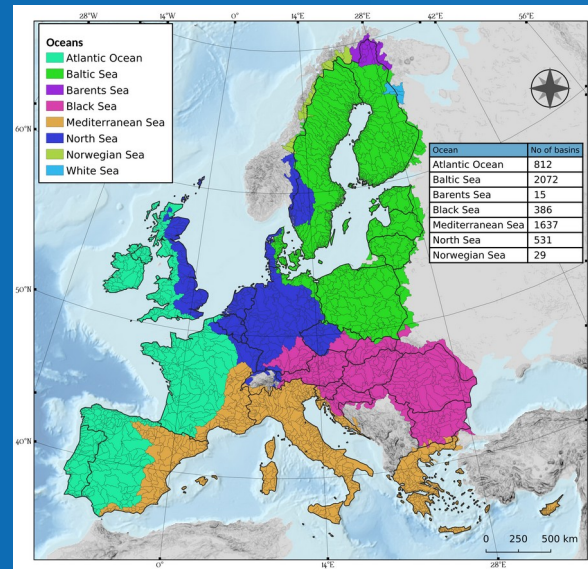 28°W 14°W 0° 14°E 28°E 42°E 56°E
Oceans
Atlantic Ocean
Baltic Sea
Barents Sea
Black Sea
Mediterranean Sea
North Sea
Norwegian Sea
White Sea
60°N
Ocean No of basins
Atlantic Ocean 812
Baltic Sea 2072
Barents Sea 15
Black Sea 386
Mediterranean Sea 1637
North Sea 531
Norwegian Sea 29
50°N
40°N
0 250 500 km
0° 14°E 28°E